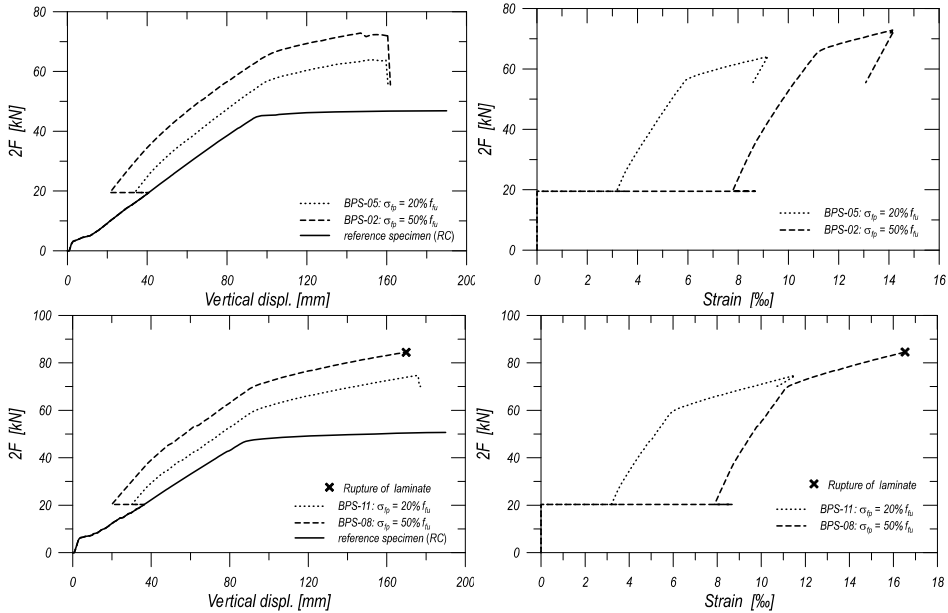 80
60
40
20
0
2F [kN]
BPS-05: σfp = 20% ffu
BPS-02: σfp = 50% ffu
reference specimen (RC)
0 40 80 120 160 200
Vertical displ. [mm]
80
60
40
20
0
2F [kN]
BPS-05: σfp = 20% ffu
BPS-02: σfp = 50% ffu
0 2 4 6 8 10 12 14 16
Strain [‰]
100
80
60
40
20
0
2F [kN]
Rupture of laminate
BPS-11: σfp = 20% ffu
BPS-08: σfp = 50% ffu
reference specimen (RC)
0 40 80 120 160 200
Vertical displ. [mm]
100
80
60
40
20
0
2F [kN]
Rupture of laminate
BPS-11: σfp = 20% ffu
BPS-08: σfp = 50% ffu
0 2 4 6 8 10 12 14 16 18
Strain [‰]